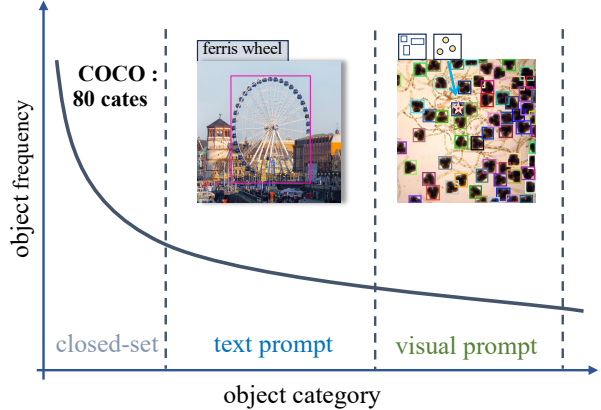 COCO :
80 cates
ferris wheel
object frequency
closed-set
text prompt
visual prompt
object category